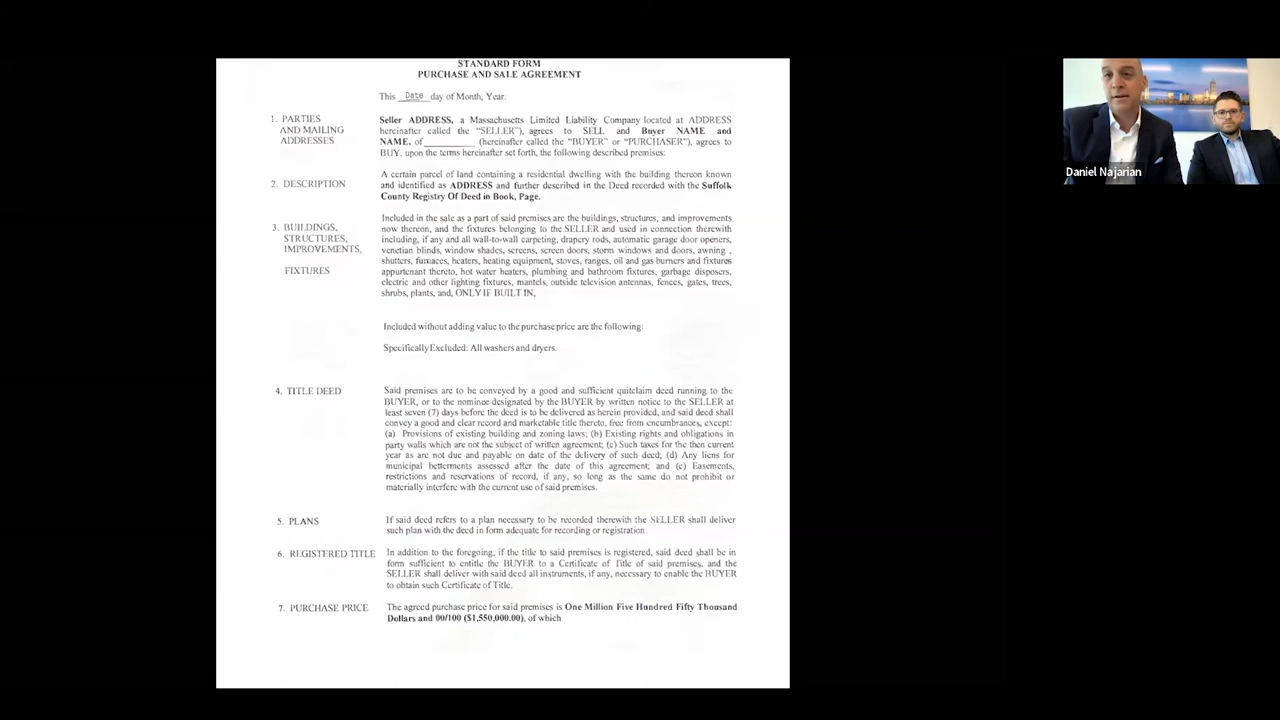 STANDARD FORM
PURCHASE AND SALE AGREEMENT
This Date day of Month, Year.
1. PARTIES
AND MAILING
ADDRESSES
Seller ADDRESS, a Massachusetts Limited Liability Company located at ADDRESS
hereinafter called the “SELLER”), agrees to SELL and Buyer NAME and
NAME, of________ (hereinafter called the “BUYER” or “PURCHASER”), agrees to
BUY, upon the terms hereinafter set forth, the following described premises:
2. DESCRIPTION
A certain parcel of land containing a residential dwelling with the building thereon known
and identified as ADDRESS and further described in the Deed recorded with the Suffolk
County Registry Of Deed in Book, Page.
3. BUILDINGS,
STRUCTURES,
IMPROVEMENTS,
FIXTURES
Included in the sale as a part of said premises are the buildings, structures, and improvements
now thereon, and the fixtures belonging to the SELLER and used in connection therewith
including, if any and all wall-to-wall carpeting, drapery rods, automatic garage door openers,
venetian blinds, window shades, screens, screen doors, storm windows and doors, awning ,
shutters, furnaces, heaters, heating equipment, stoves, ranges, oil and gas burners and fixtures
appurtenant thereto, hot water heaters, plumbing and bathroom fixtures, garbage disposers,
electric and other lighting fixtures, mantels, outside television antennas, fences, gates, trees,
shrubs, plants, and, ONLY IF BUILT IN,
Included without adding value to the purchase price are the following:
Specifically Excluded: All washers and dryers.
4. TITLE DEED
Said premises are to be conveyed by a good and sufficient quitclaim deed running to the
BUYER, or to the nominee designated by the BUYER by written notice to the SELLER at
least seven (7) days before the deed is to be delivered as herein provided, and said deed shall
convey a good and clear record and marketable title thereto, free from encumbrances, except:
(a) Provisions of existing building and zoning laws; (b) Existing rights and obligations in
party walls which are not the subject of written agreement; (c) Such taxes for the then current
year as are not due and payable on date of the delivery of such deed; (d) Any liens for
municipal betterments assessed after the date of this agreement; and (e) Easements,
restrictions and reservations of record, if any, so long as the same do not prohibit or
materially interfere with the current use of said premises.
5. PLANS
If said deed refers to a plan necessary to be recorded therewith the SELLER shall deliver
such plan with the deed in form adequate for recording or registration.
6. REGISTERED TITLE
In addition to the foregoing, if the title to said premises is registered, said deed shall be in
form sufficient to entitle the BUYER to a Certificate of Title of said premises, and the
SELLER shall deliver with said deed all instruments, if any, necessary to enable the BUYER
to obtain such Certificate of Title.
7. PURCHASE PRICE
The agreed purchase price for said premises is One Million Five Hundred Fifty Thousand
Dollars and 00/100 ($1,550,000.00), of which
Daniel Najarian